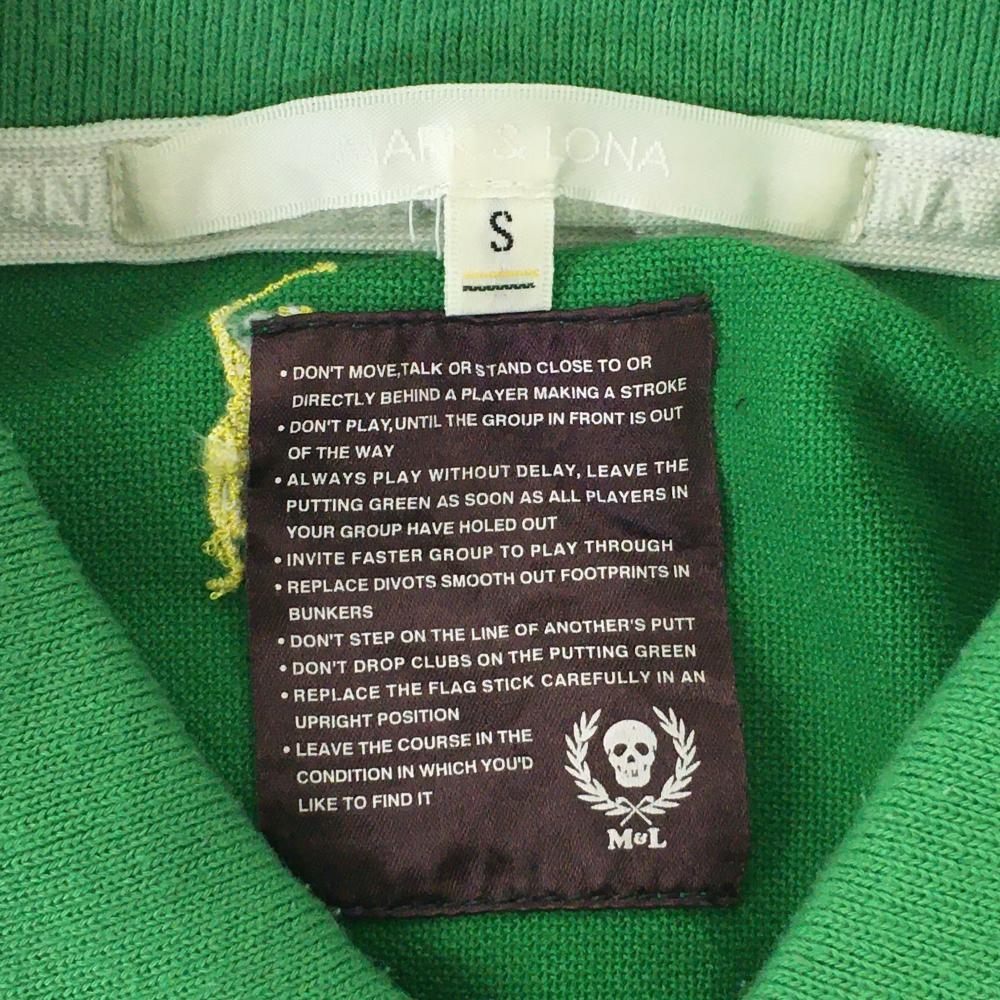 MARK & LONA
S
• DON'T MOVE,TALK OR STAND CLOSE TO OR
DIRECTLY BEHIND A PLAYER MAKING A STROKE
• DON'T PLAY,UNTIL THE GROUP IN FRONT IS OUT
OF THE WAY
• ALWAYS PLAY WITHOUT DELAY, LEAVE THE
PUTTING GREEN AS SOON AS ALL PLAYERS IN
YOUR GROUP HAVE HOLED OUT
• INVITE FASTER GROUP TO PLAY THROUGH
• REPLACE DIVOTS SMOOTH OUT FOOTPRINTS IN
BUNKERS
• DON'T STEP ON THE LINE OF ANOTHER'S PUTT
• DON'T DROP CLUBS ON THE PUTTING GREEN
• REPLACE THE FLAG STICK CAREFULLY IN AN
UPRIGHT POSITION
• LEAVE THE COURSE IN THE
CONDITION IN WHICH YOU'D
LIKE TO FIND IT
M&L